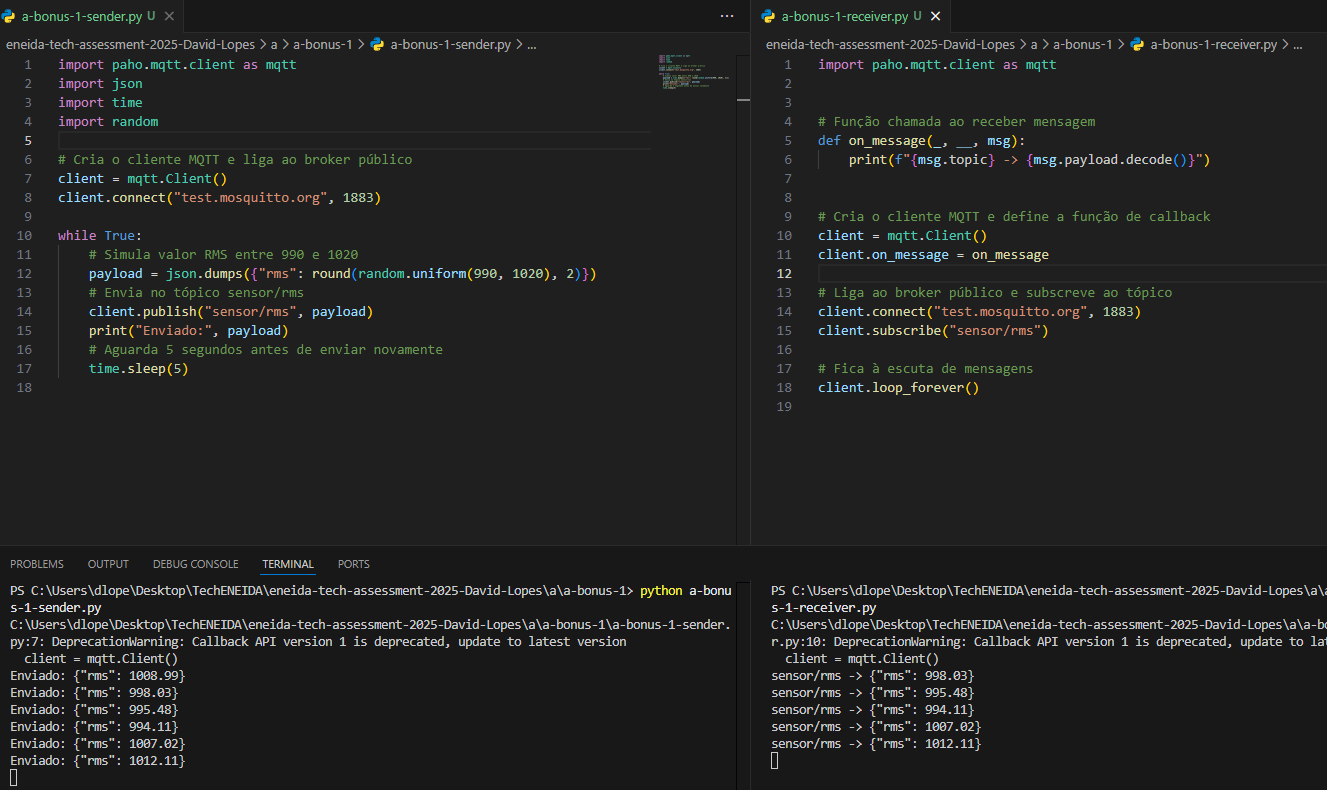 a-bonus-1-sender.py U
eneida-tech-assessment-2025-David-Lopes > a > a-bonus-1 > a-bonus-1-sender.py > ...
1 import paho.mqtt.client as mqtt
2 import json
3 import time
4 import random
5
6 # Cria o cliente MQTT e liga ao broker público
7 client = mqtt.Client()
8 client.connect("test.mosquitto.org", 1883)
9
10 while True:
11     # Simula valor RMS entre 990 e 1020
12     payload = json.dumps({"rms": round(random.uniform(990, 1020), 2)})
13     # Envia no tópico sensor/rms
14     client.publish("sensor/rms", payload)
15     print("Enviado:", payload)
16     # Aguarda 5 segundos antes de enviar novamente
17     time.sleep(5)
18
a-bonus-1-receiver.py U
eneida-tech-assessment-2025-David-Lopes > a > a-bonus-1 > a-bonus-1-receiver.py > ...
1 import paho.mqtt.client as mqtt
2
3
4 # Função chamada ao receber mensagem
5 def on_message(_, __, msg):
6     print(f"{msg.topic} -> {msg.payload.decode()}")
7
8
9 # Cria o cliente MQTT e define a função de callback
10 client = mqtt.Client()
11 client.on_message = on_message
12
13 # Liga ao broker público e subscreve ao tópico
14 client.connect("test.mosquitto.org", 1883)
15 client.subscribe("sensor/rms")
16
17 # Fica à escuta de mensagens
18 client.loop_forever()
19
PROBLEMS OUTPUT DEBUG CONSOLE TERMINAL PORTS
PS C:\Users\dlope\Desktop\TechENEIDA\eneida-tech-assessment-2025-David-Lopes\a\a-bonus-1> python a-bonu
s-1-sender.py
C:\Users\dlope\Desktop\TechENEIDA\eneida-tech-assessment-2025-David-Lopes\a\a-bonus-1\a-bonus-1-sender.
py:7: DeprecationWarning: Callback API version 1 is deprecated, update to latest version
  client = mqtt.Client()
Enviado: {"rms": 1008.99}
Enviado: {"rms": 998.03}
Enviado: {"rms": 995.48}
Enviado: {"rms": 994.11}
Enviado: {"rms": 1007.02}
Enviado: {"rms": 1012.11}
PS C:\Users\dlope\Desktop\TechENEIDA\eneida-tech-assessment-2025-David-Lopes\a\a
s-1-receiver.py
C:\Users\dlope\Desktop\TechENEIDA\eneida-tech-assessment-2025-David-Lopes\a\a-bo
r.py:10: DeprecationWarning: Callback API version 1 is deprecated, update to lat
  client = mqtt.Client()
sensor/rms -> {"rms": 998.03}
sensor/rms -> {"rms": 995.48}
sensor/rms -> {"rms": 994.11}
sensor/rms -> {"rms": 1007.02}
sensor/rms -> {"rms": 1012.11}